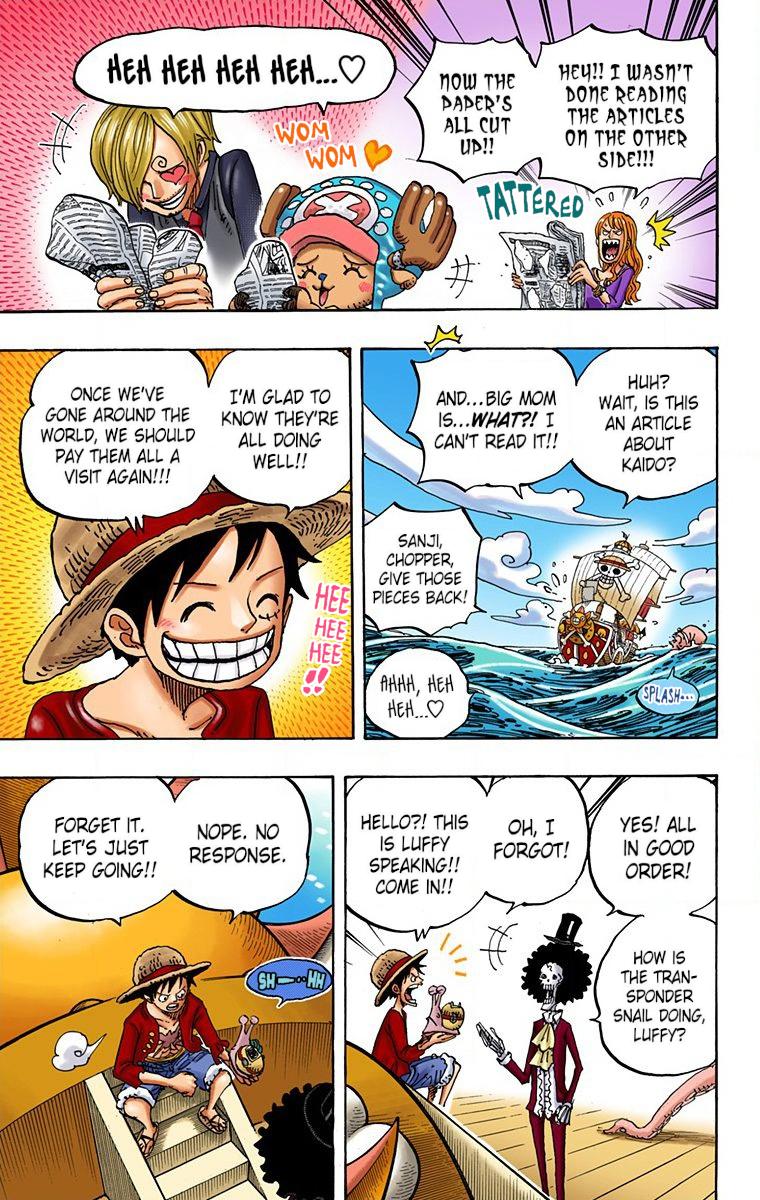 HEY!! I WASN'T
DONE READING
THE ARTICLES
ON THE OTHER
SIDE!!!
NOW THE
PAPER'S
ALL CUT
UP!!
TATTERED
HEH HEH HEH HEH...♡
WOM
WOM
HUH?
WAIT, IS THIS
AN ARTICLE
ABOUT
KAIDO?
AND...BIG MOM
IS...WHAT?! I
CAN'T READ IT!!
SANJI,
CHOPPER,
GIVE THOSE
PIECES BACK!
AHHH, HEH
HEH...♡
SPLASH...
I'M GLAD TO
KNOW THEY'RE
ALL DOING
WELL!!
ONCE WE'VE
GONE AROUND THE
WORLD, WE SHOULD
PAY THEM ALL A
VISIT AGAIN!!!
HEE
HEE
HEE
!!
YES! ALL
IN GOOD
ORDER!
HOW IS
THE TRAN-
SPONDER
SNAIL DOING,
LUFFY?
OH, I
FORGOT!
HELLO?! THIS
IS LUFFY
SPEAKING!!
COME IN!!
NOPE. NO
RESPONSE.
FORGET IT.
LET'S JUST
KEEP GOING!!
SH—...HH